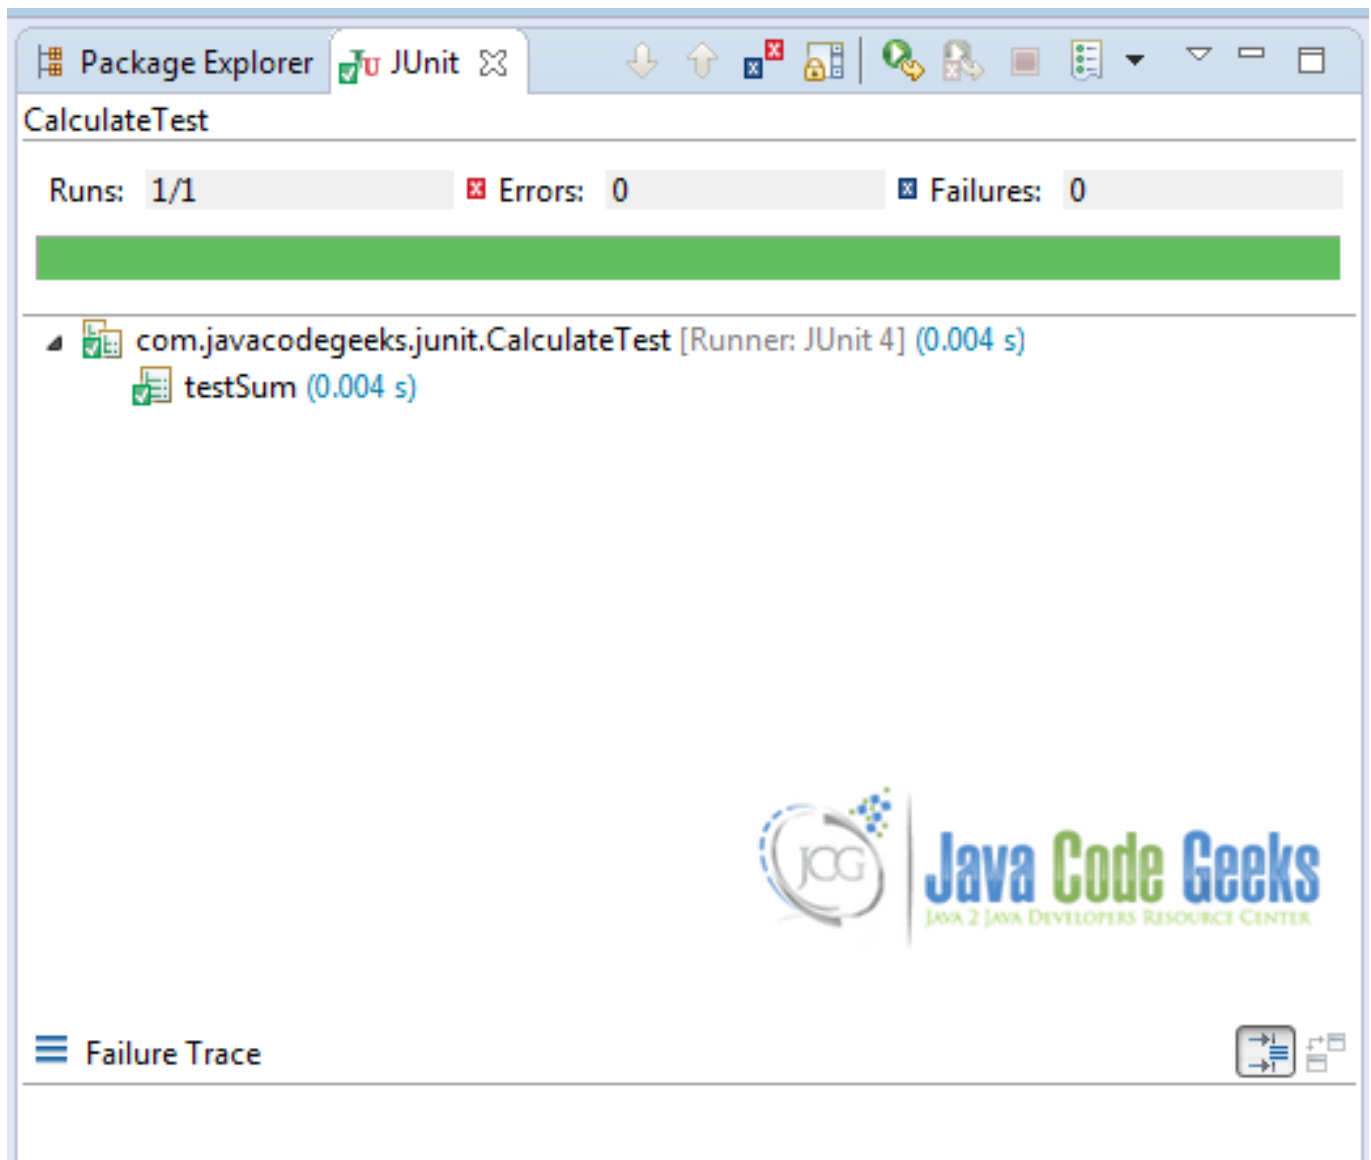 Package Explorer JUnit
CalculateTest
Runs: 1/1 Errors: 0 Failures: 0
com.javacodegeeks.junit.CalculateTest [Runner: JUnit 4] (0.004 s)
testSum (0.004 s)
JCG
Java Code Geeks
JAVA 2 JAVA DEVELOPERS RESOURCE CENTER
Failure Trace